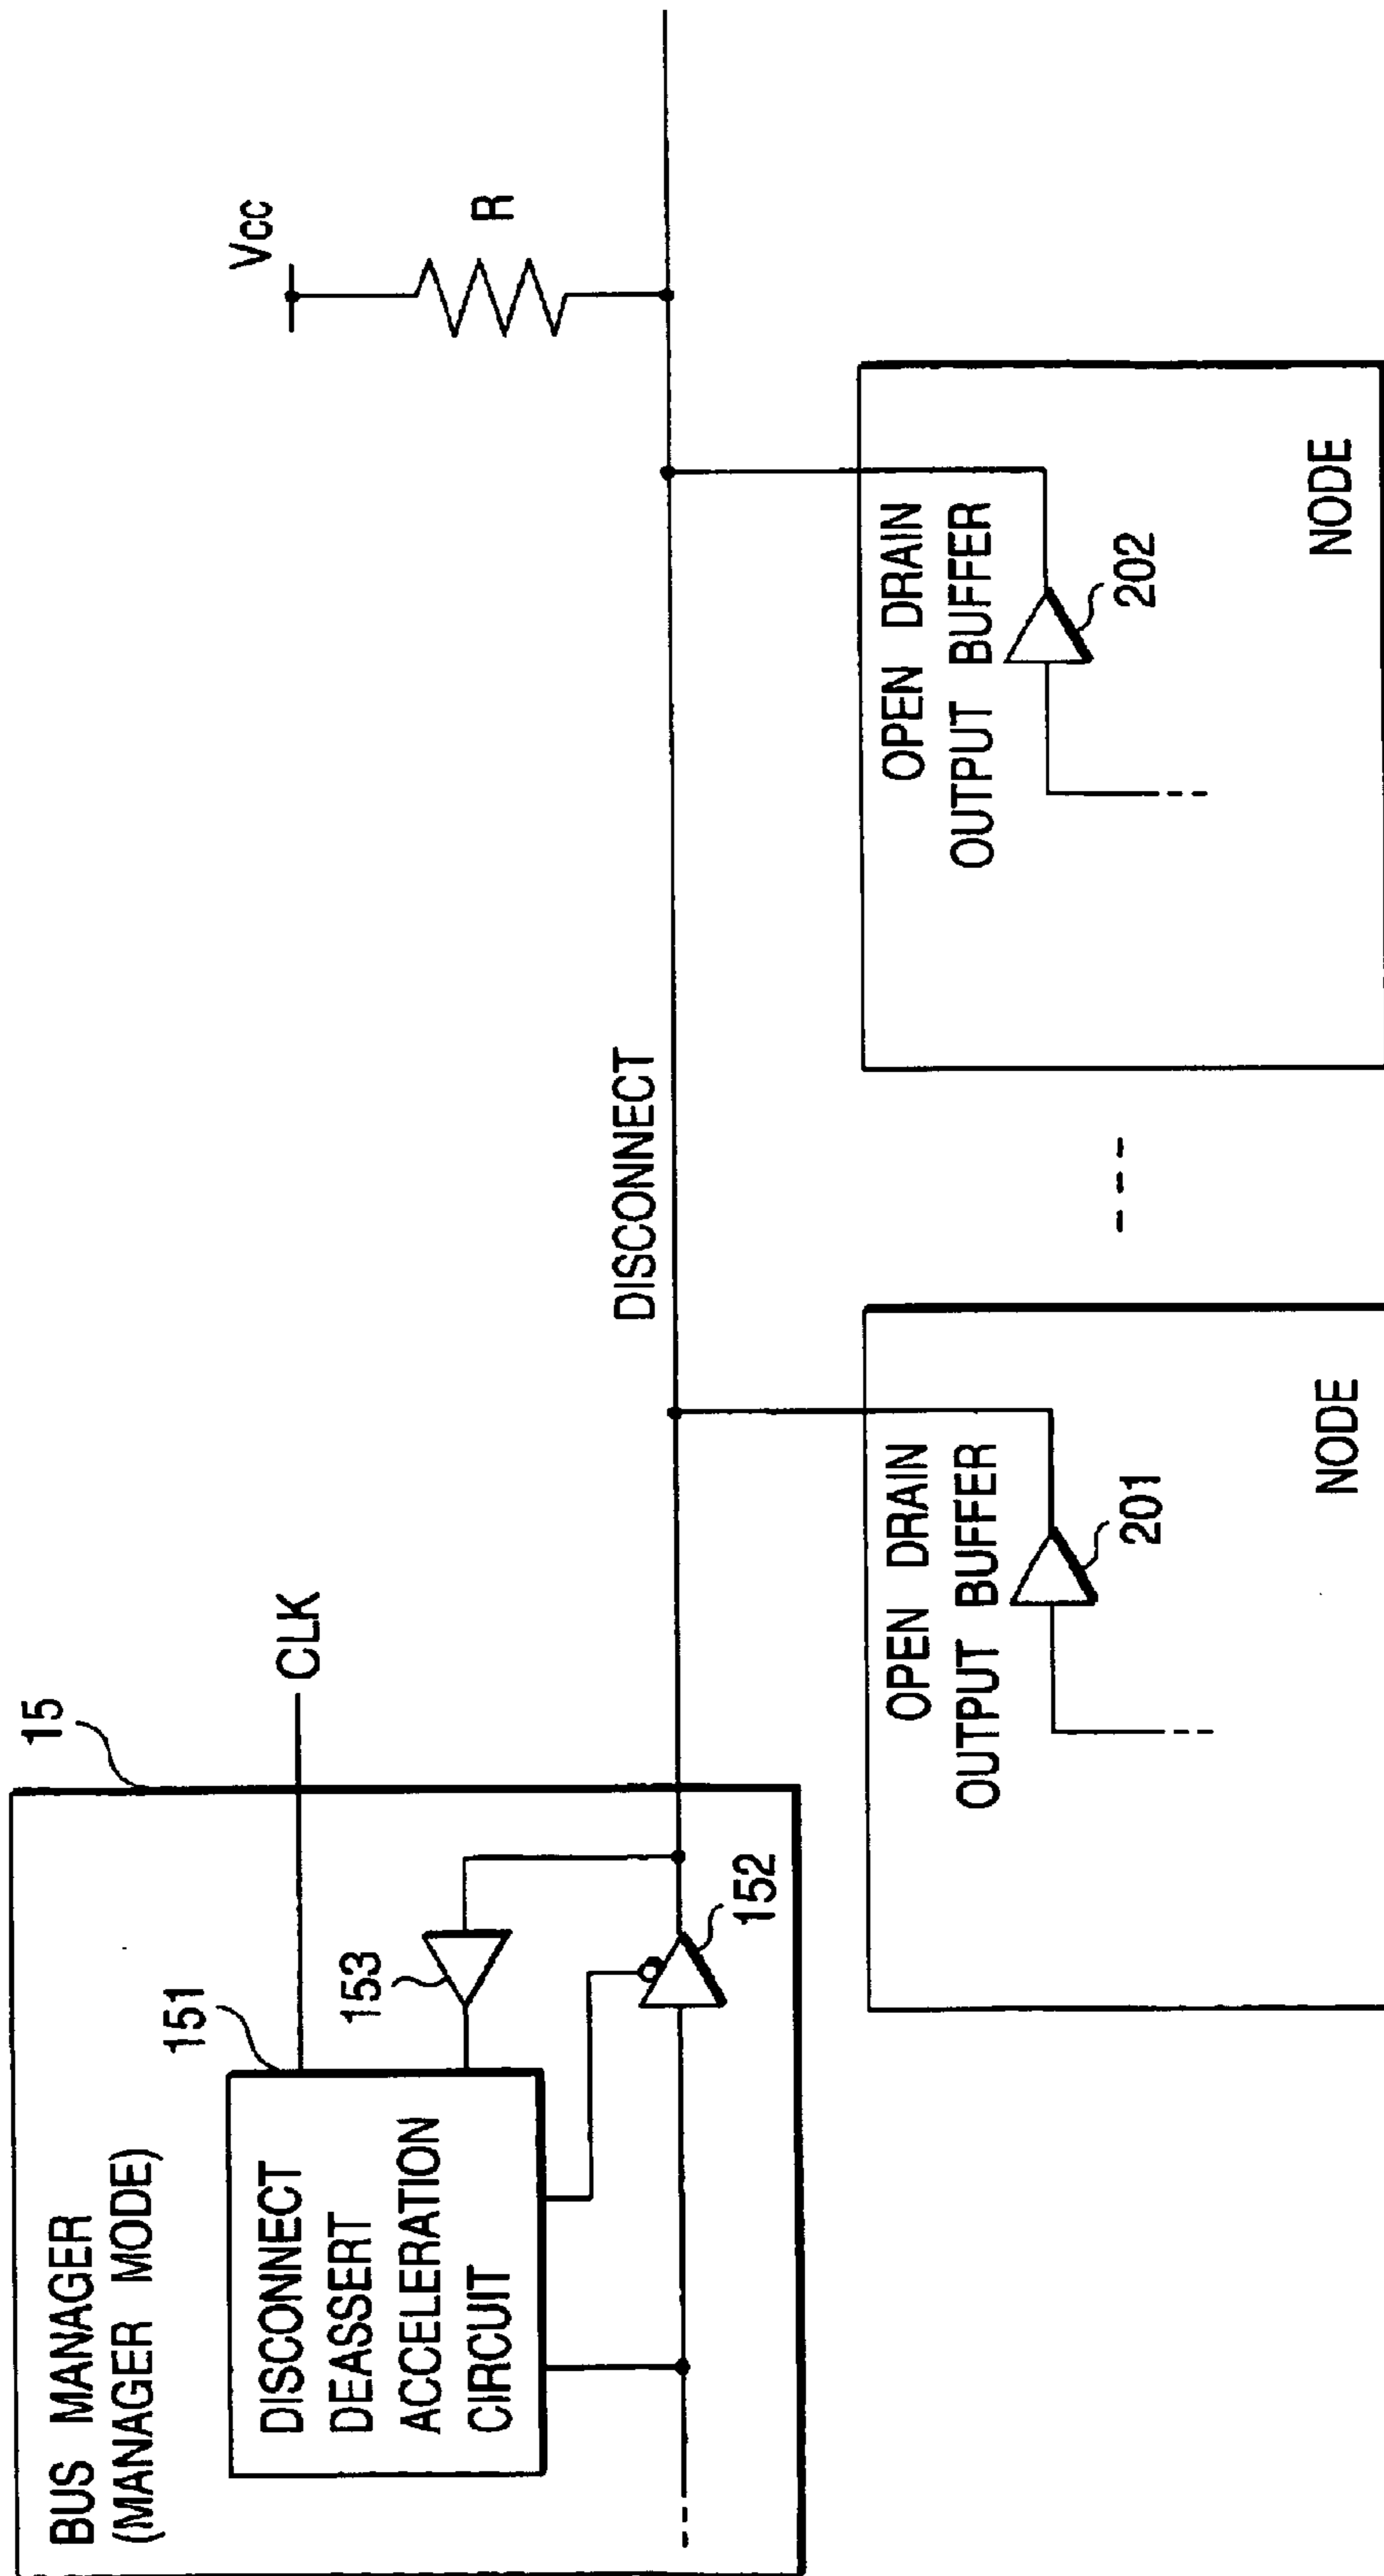 BUS MANAGER
(MANAGER MODE)
15
151
DISCONNECT
DEASSERT
ACCELERATION
CIRCUIT
153
152
CLK
DISCONNECT
Vcc
R
OPEN DRAIN
OUTPUT BUFFER
201
NODE
OPEN DRAIN
OUTPUT BUFFER
202
NODE